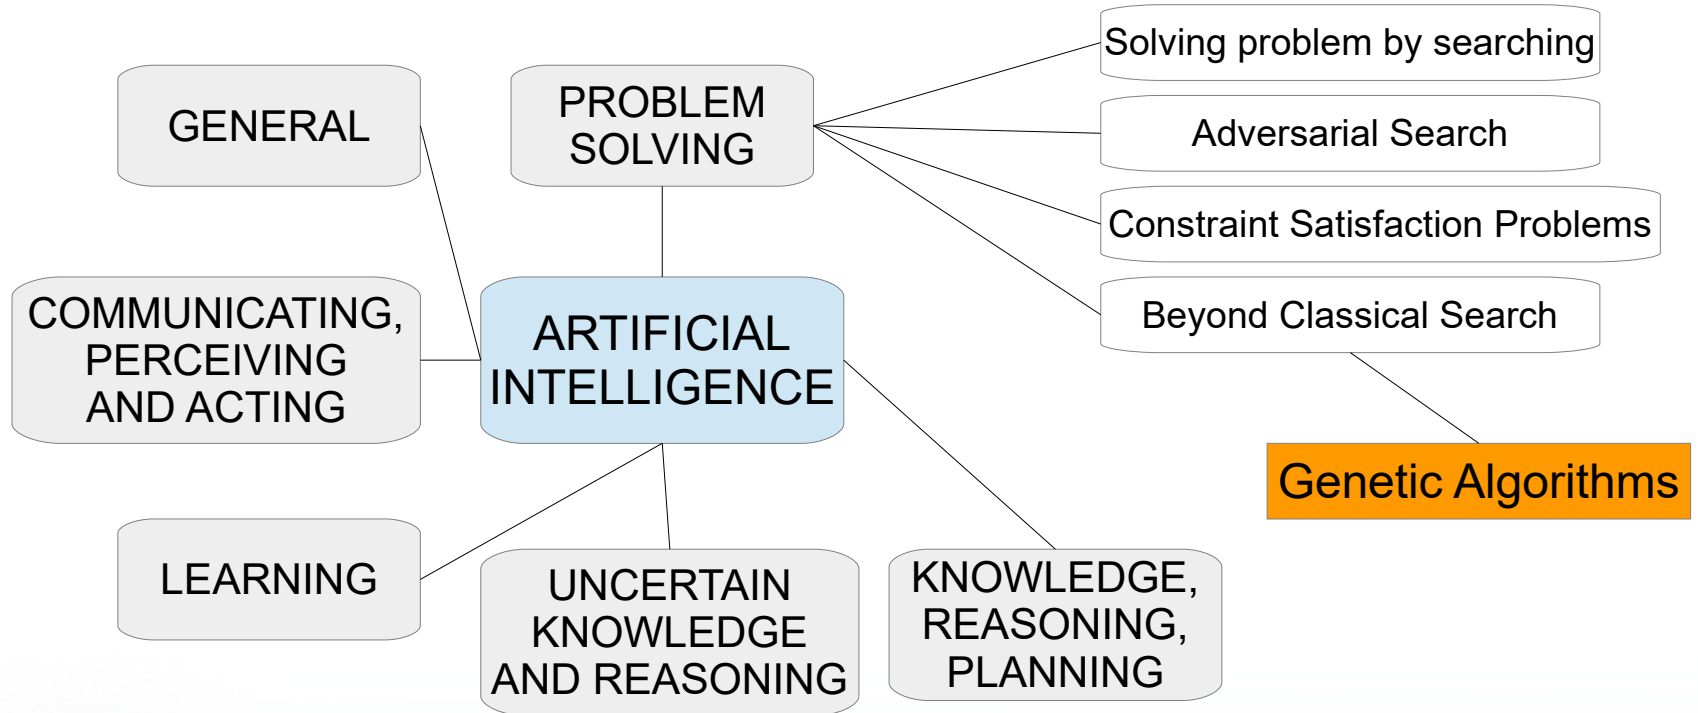 GENERAL
PROBLEM
SOLVING
Solving problem by searching
Adversarial Search
Constraint Satisfaction Problems
Beyond Classical Search
Genetic Algorithms
COMMUNICATING,
PERCEIVING
AND ACTING
ARTIFICIAL
INTELLIGENCE
LEARNING
UNCERTAIN
KNOWLEDGE
AND REASONING
KNOWLEDGE,
REASONING,
PLANNING